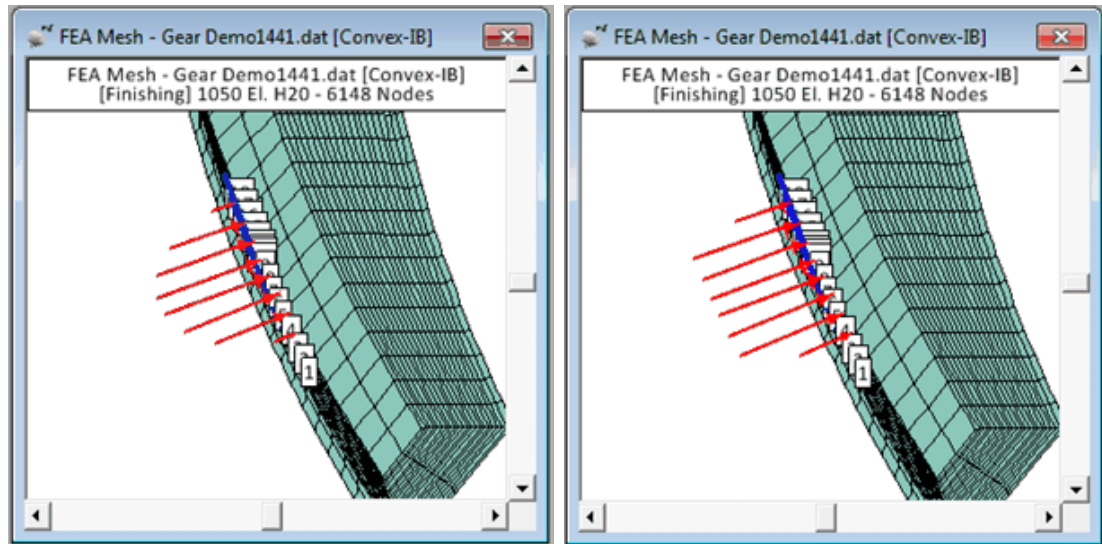 FEA Mesh - Gear Demo1441.dat [Convex-IB]
FEA Mesh - Gear Demo1441.dat [Convex-IB]
[Finishing] 1050 El. H20 - 6148 Nodes
4
1
FEA Mesh - Gear Demo1441.dat [Convex-IB]
FEA Mesh - Gear Demo1441.dat [Convex-IB]
[Finishing] 1050 El. H20 - 6148 Nodes
4
1